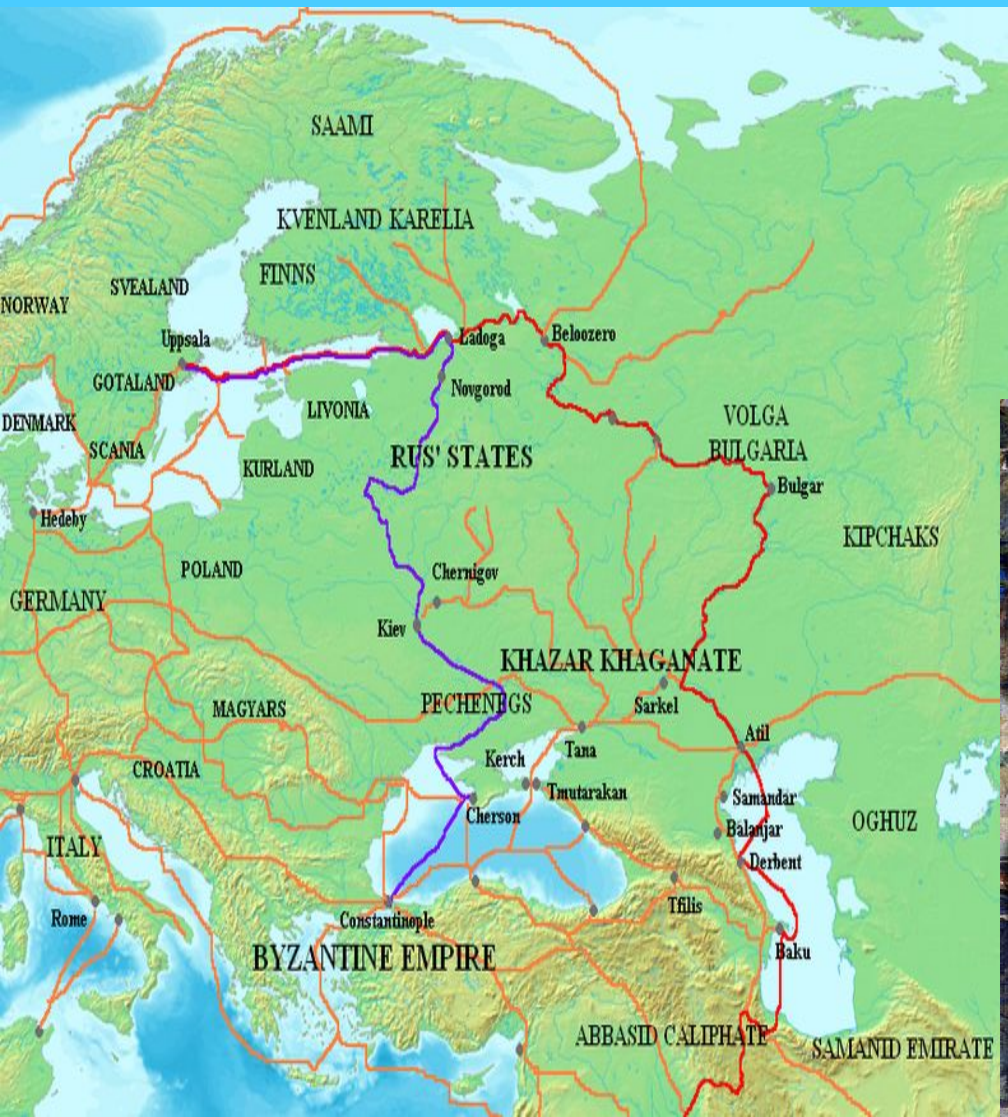 SAAMI
KVENLAND KARELIA
FINNS
SVEALAND
NORWAY
Uppsala
Ladoga
Beloozero
GOTALAND
Novgorod
LIVONIA
DENMARK
VOLGA
BULGARIA
SCANIA
RUS' STATES
KURLAND
Bulgar
Hedeby
KIPCHAKS
POLAND
Chernigov
GERMANY
Kiev
KHAZAR KHAGANATE
PECHENEGS
Sarkel
MAGYARS
Atil
Tana
Kerch
CROATIA
Tmutarakan
Samandar
Cherson
Balanjar
OGHUZ
ITALY
Derbent
Tfilis
Rome
Constantinople
Baku
BYZANTINE EMPIRE
ABBASID CALIPHATE
SAMANID EMIRATE